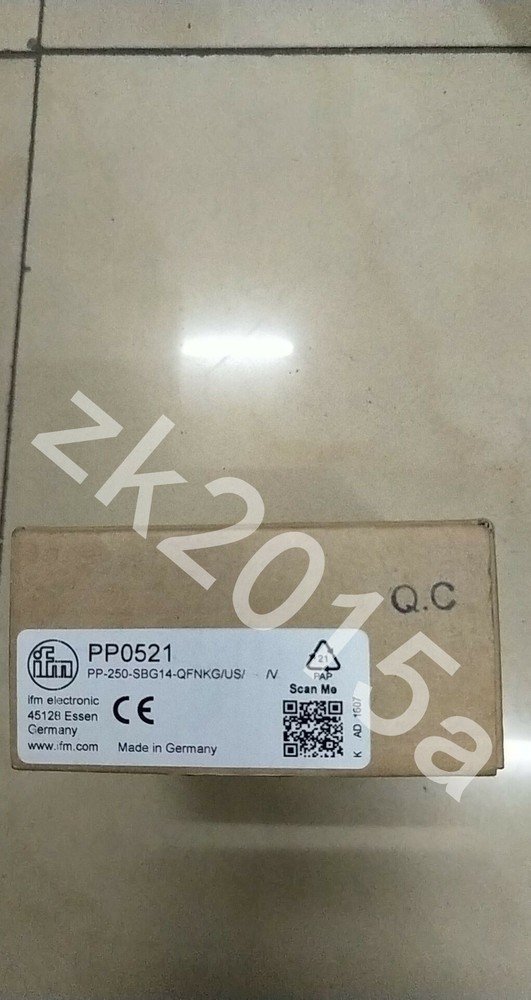 zk2015a
Q.C
ifm
PP0521
PP-250-SBG14-QFNKG/US/ - /V
ifm electronic
45128 Essen
Germany
www.ifm.com
CE
Made in Germany
21
PAP
Scan Me
K AD 1607